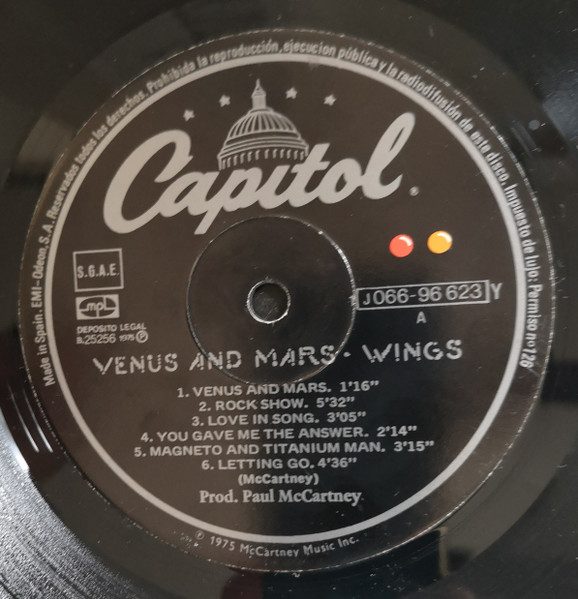 Made in Spain. EMI-Odeon, S.A. Reservados todos los derechos. Prohibida la reproducción, ejecucion pública y la radiodifusión de este disco. Impuesto de lujo: Permiso nº 126
Capitol
S.G.A.E.
mpl
DEPOSITO LEGAL
B.25256 1975 ℗
J066-96 623 Y
A
VENUS AND MARS · WINGS
1. VENUS AND MARS. 1'16"
2. ROCK SHOW. 5'32"
3. LOVE IN SONG. 3'05"
4. YOU GAVE ME THE ANSWER. 2'14"
5. MAGNETO AND TITANIUM MAN. 3'15"
6. LETTING GO. 4'36"
(McCartney)
Prod. Paul McCartney
© 1975 McCartney Music Inc.